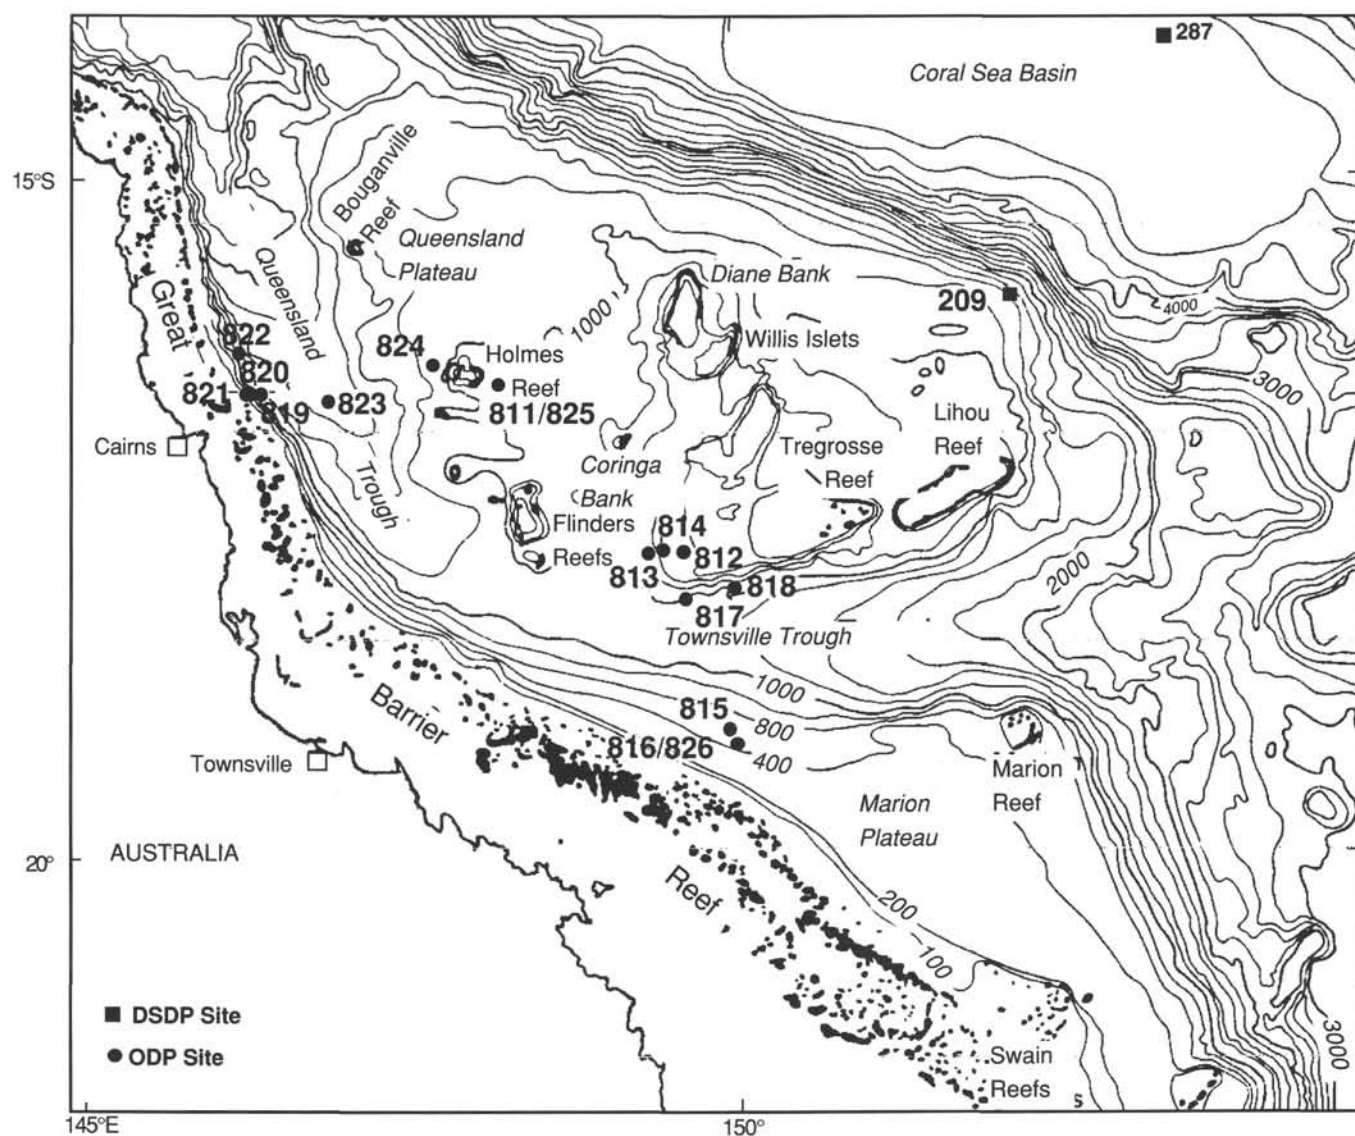 287
Coral Sea Basin
15°S
Bouganville
Reef
Queensland
Plateau
Diane Bank
209
4000
Great
Queensland
1000
Willis Islets
3000
822
824
Holmes
Reef
820
821
819
823
811/825
Lihou
Reef
Cairns
Trough
Coringa
Bank
Tregrosse
Reef
Flinders
Reefs
814
812
813
818
817
2000
Townsville Trough
1000
Barrier
815
800
816/826
400
Townsville
Marion
Reef
Marion
Plateau
20°
AUSTRALIA
Reef
200
100
DSDP Site
ODP Site
Swain
Reefs
S
3000
145°E
150°